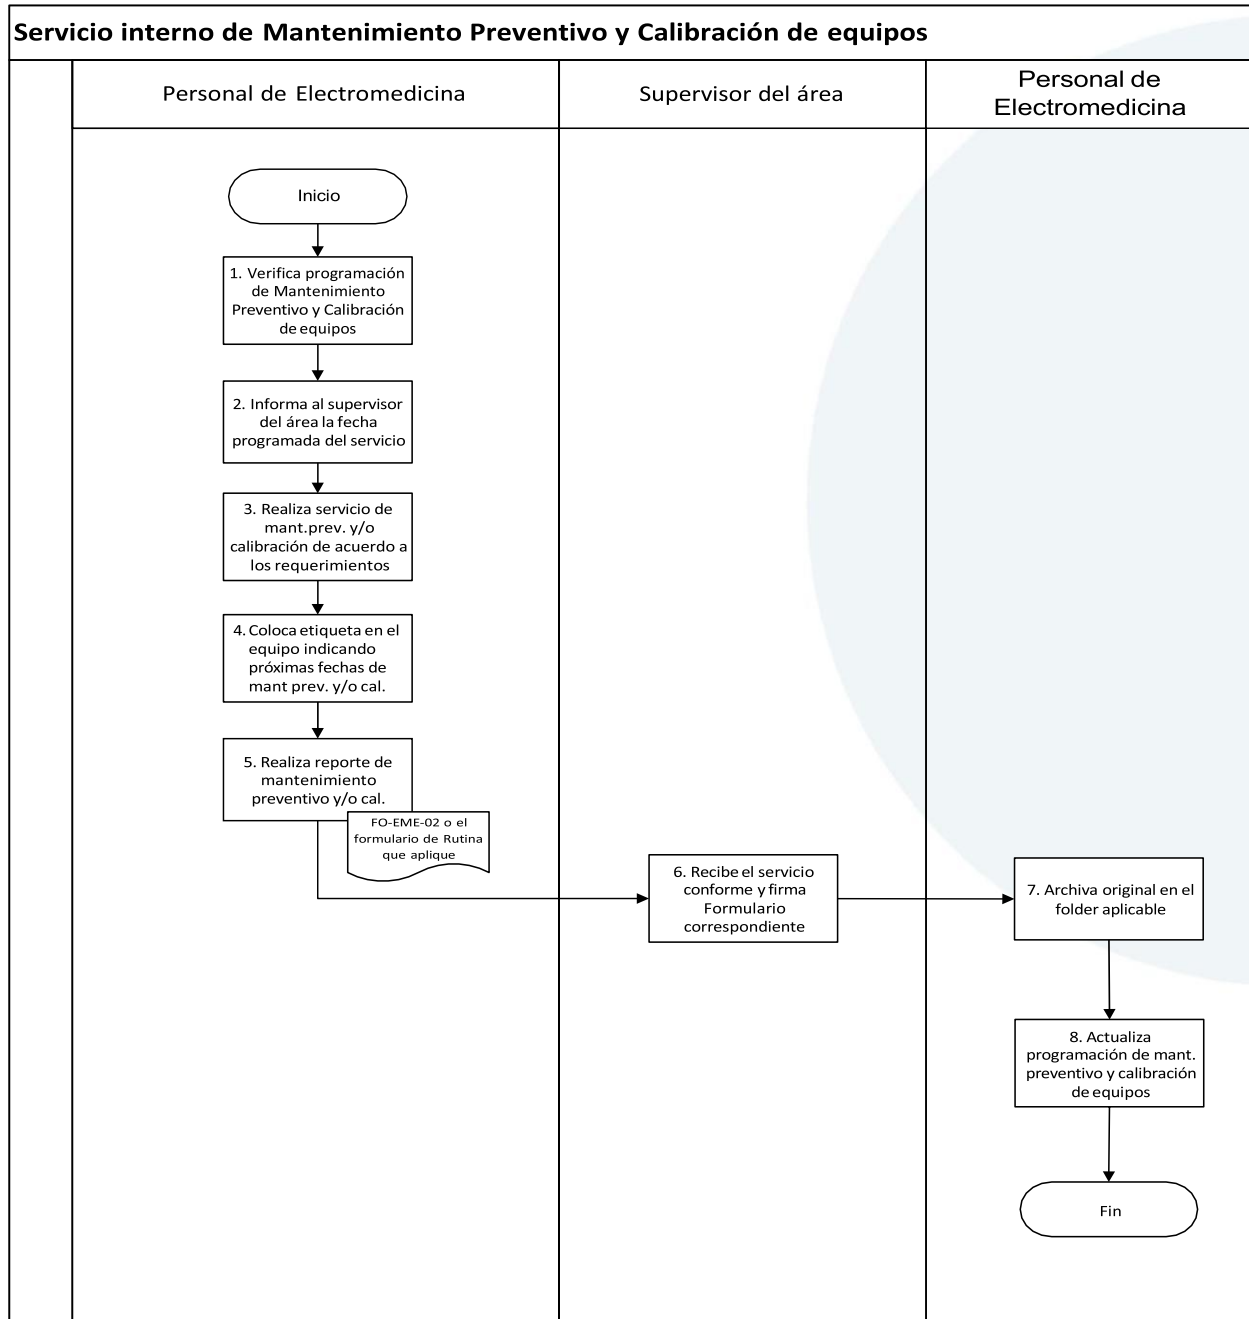 Servicio interno de Mantenimiento Preventivo y Calibración de equipos
Personal de Electromedicina
Supervisor del área
Personal de
Electromedicina
Inicio
1. Verifica programación
de Mantenimiento
Preventivo y Calibración
de equipos
2. Informa al supervisor
del área la fecha
programada del servicio
3. Realiza servicio de
mant.prev. y/o
calibración de acuerdo a
los requerimientos
4. Coloca etiqueta en el
equipo indicando
próximas fechas de
mant prev. y/o cal.
5. Realiza reporte de
mantenimiento
preventivo y/o cal.
FO-EME-02 o el
formulario de Rutina
que aplique
6. Recibe el servicio
conforme y firma
Formulario
correspondiente
7. Archiva original en el
folder aplicable
8. Actualiza
programación de mant.
preventivo y calibración
de equipos
Fin